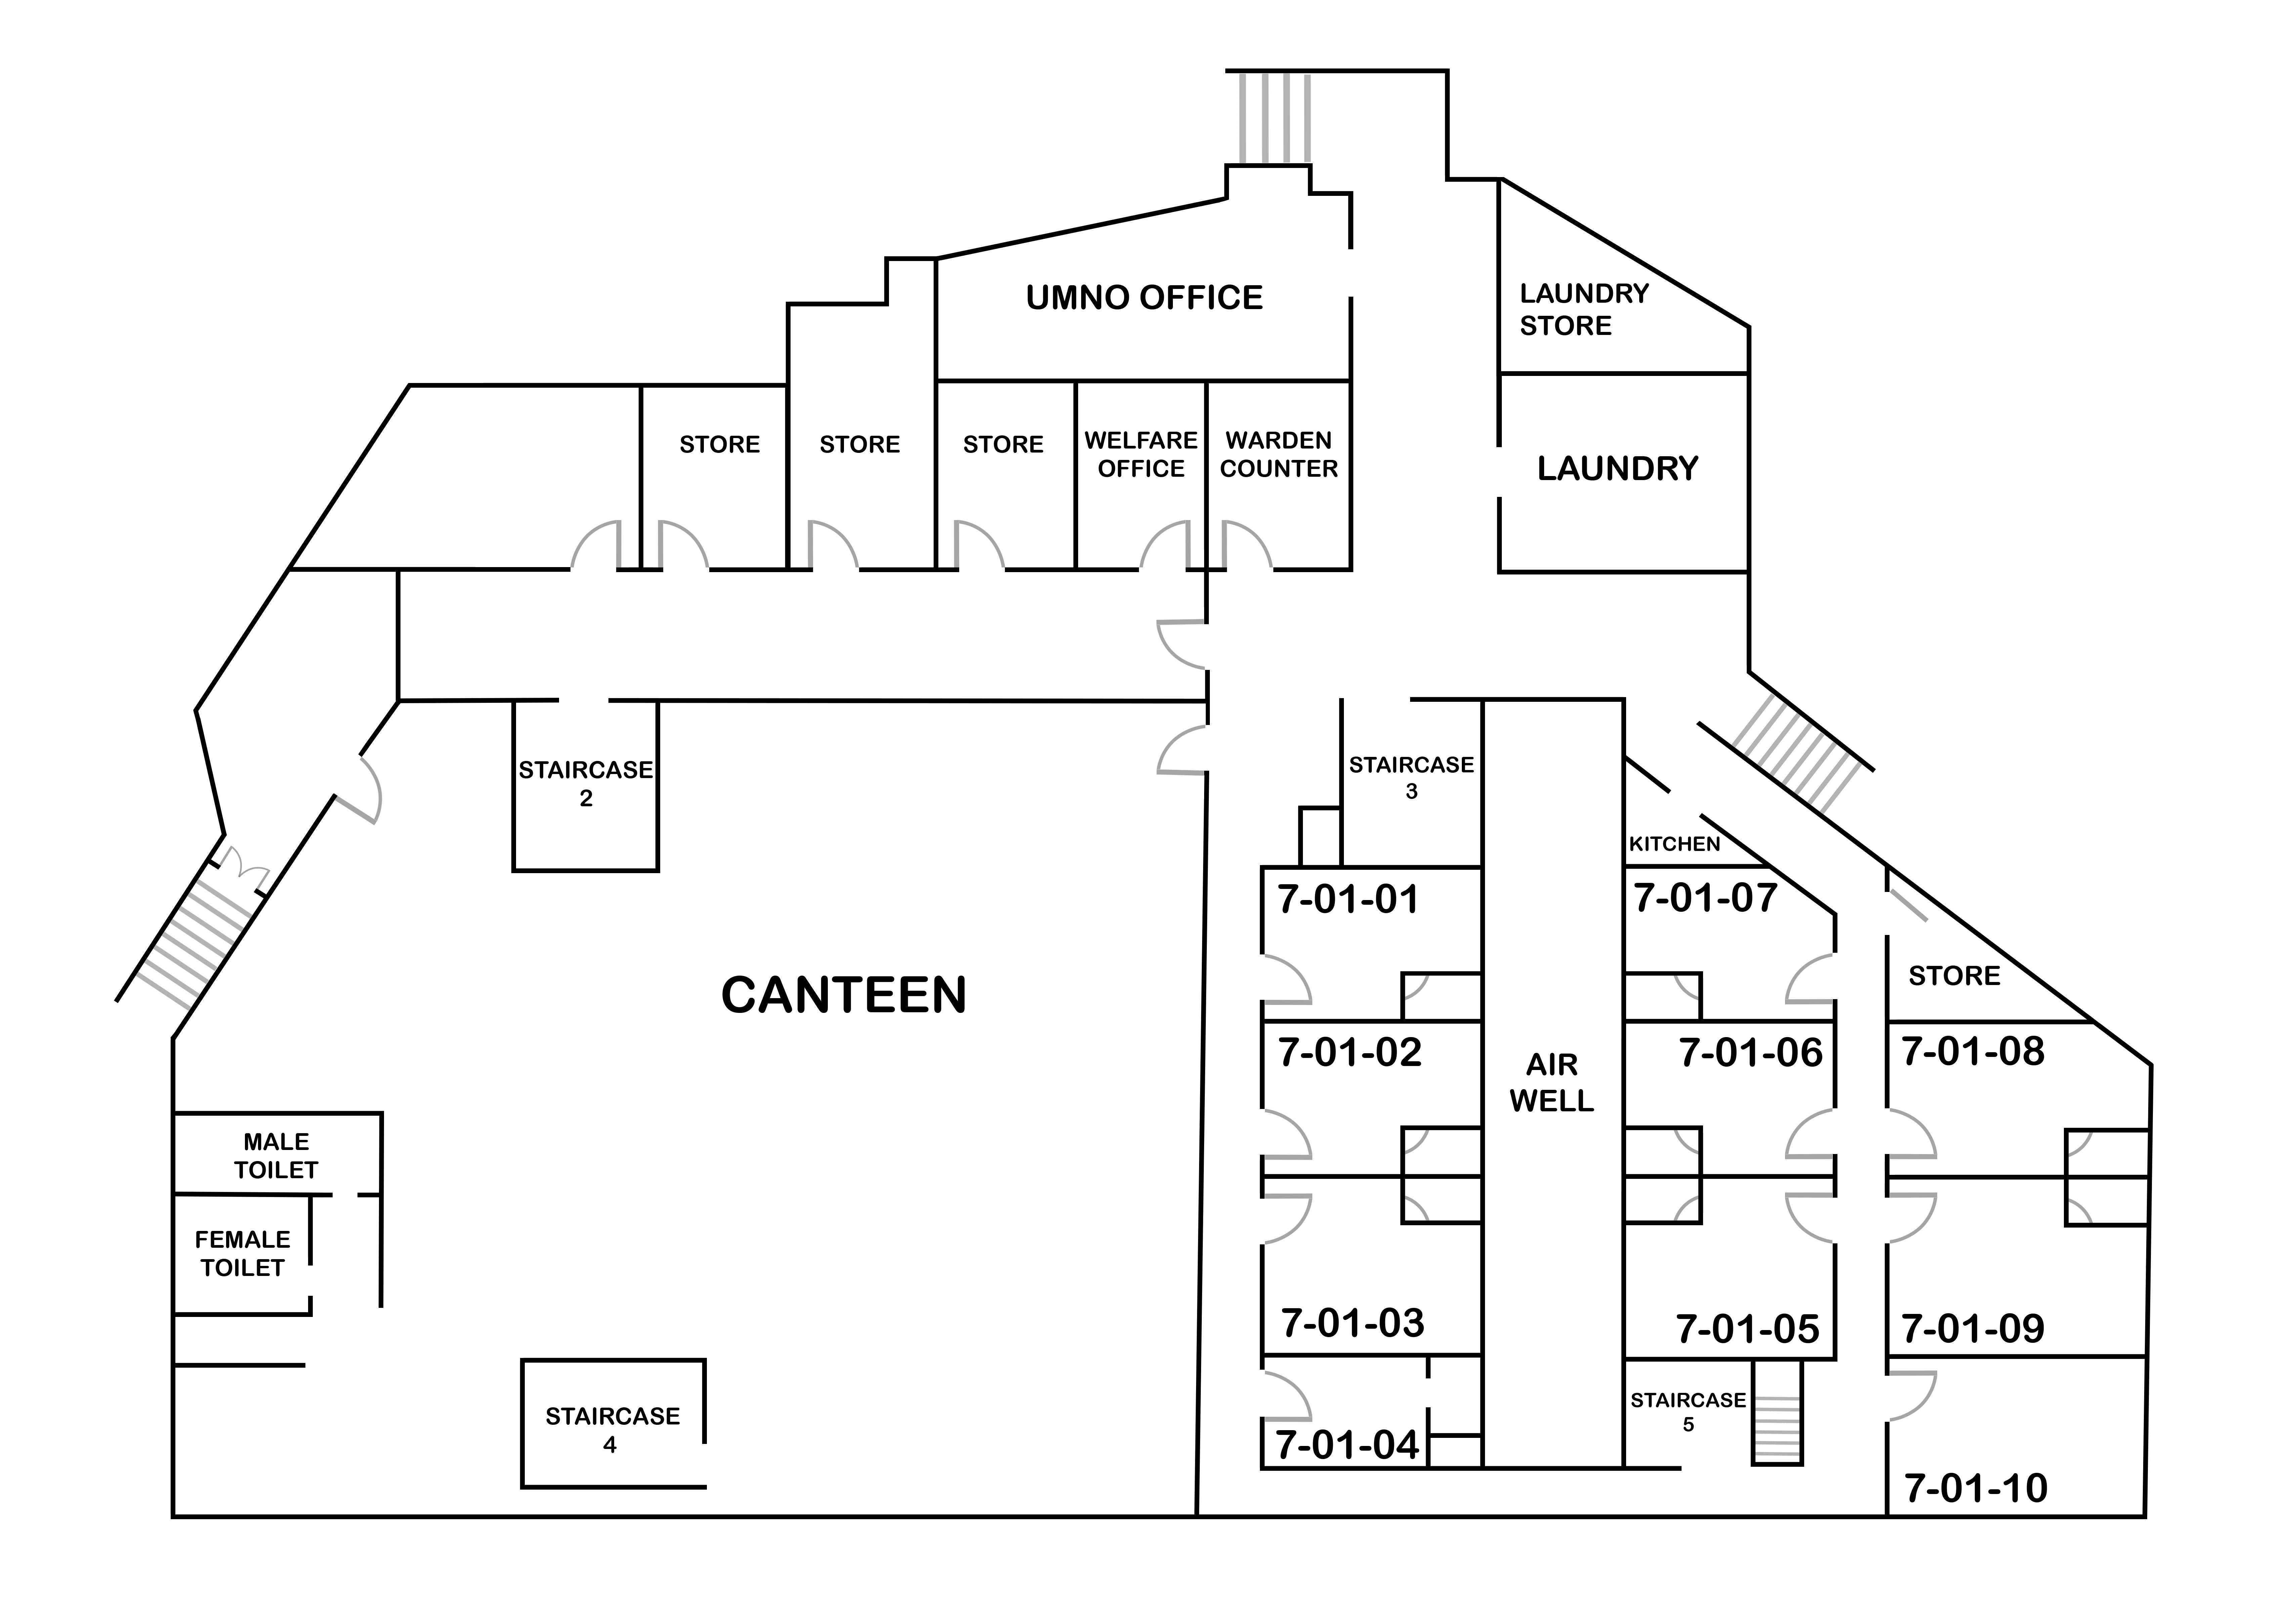 UMNO OFFICE
LAUNDRY
STORE
STORE
STORE
STORE
WELFARE
OFFICE
WARDEN
COUNTER
LAUNDRY
STAIRCASE
2
STAIRCASE
3
KITCHEN
7-01-01
7-01-07
CANTEEN
STORE
7-01-02
AIR
WELL
7-01-06
7-01-08
MALE
TOILET
FEMALE
TOILET
7-01-03
7-01-05
7-01-09
STAIRCASE
4
7-01-04
STAIRCASE
5
7-01-10